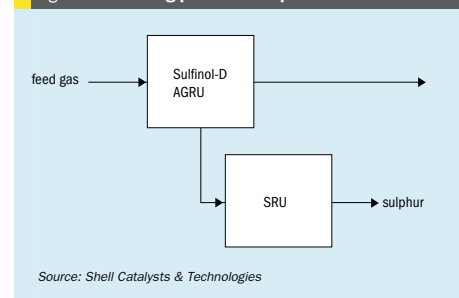 feed gas
Sulfinol-D
AGRU
SRU
sulphur
Source: Shell Catalysts & Technologies